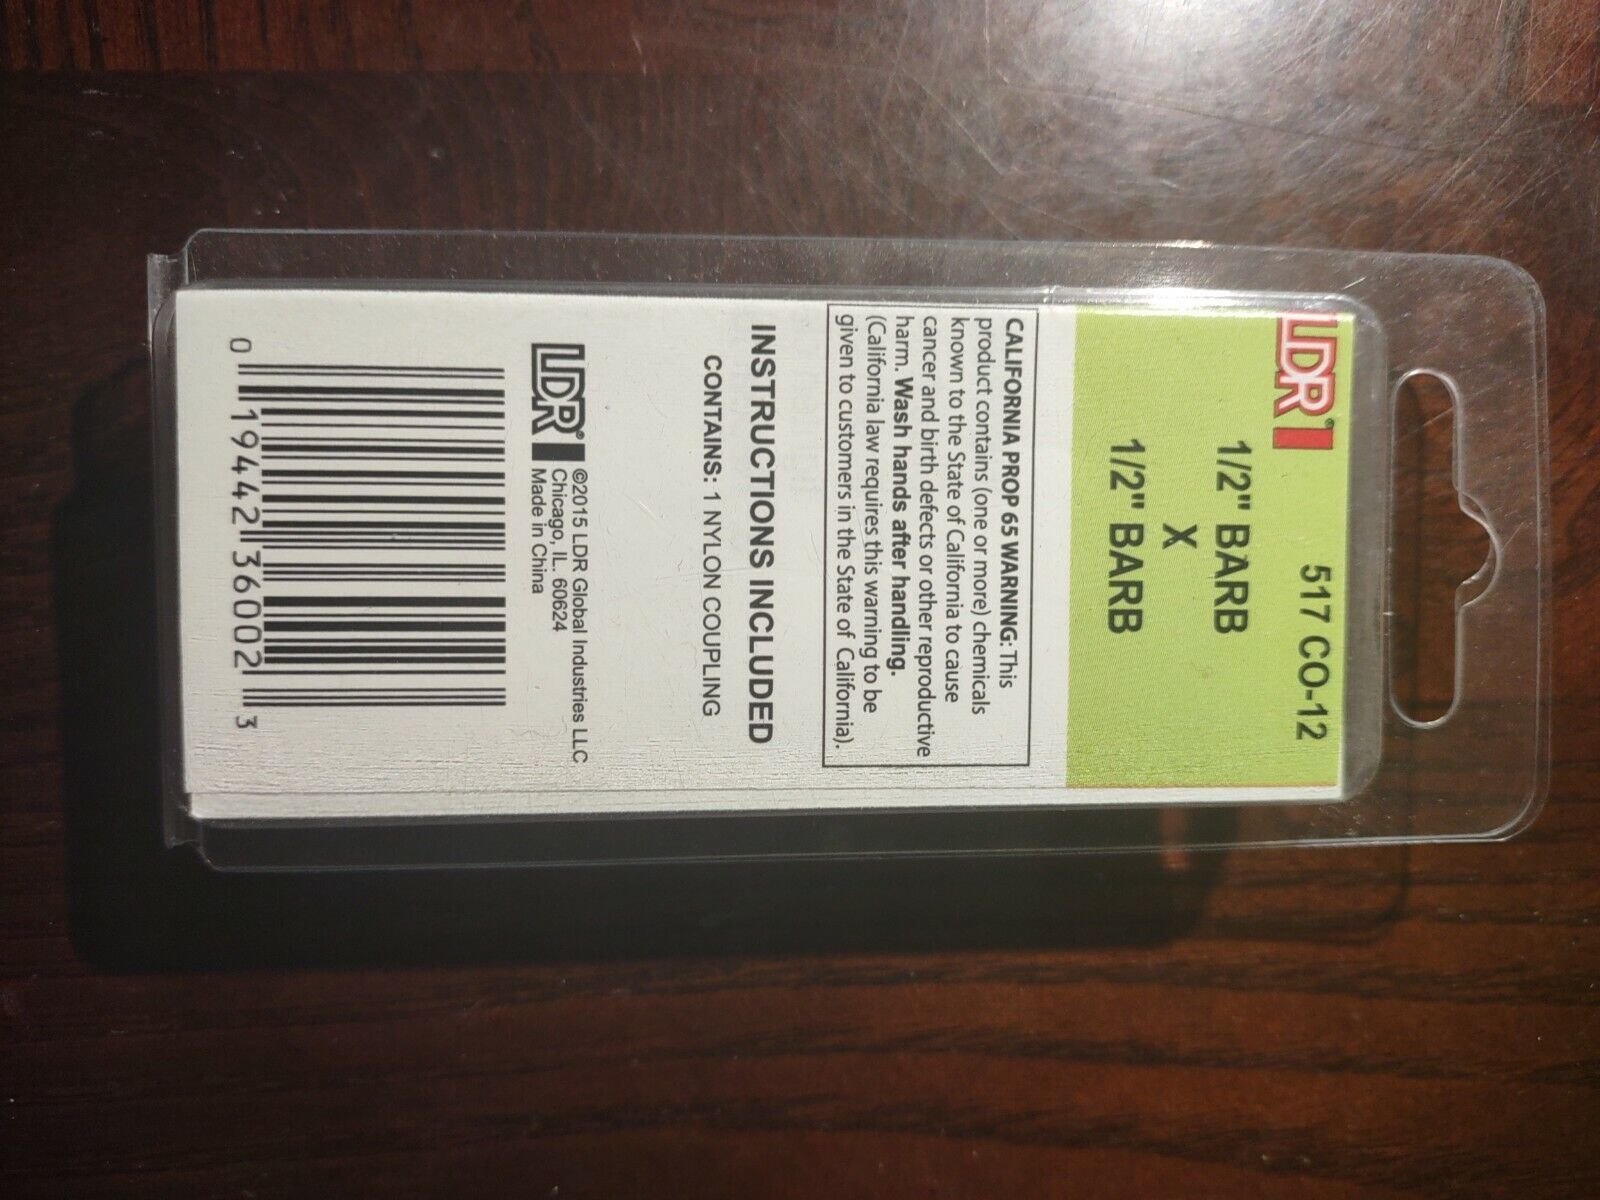 LDR®
517 CO-12
1/2" BARB
X
1/2" BARB
CALIFORNIA PROP 65 WARNING: This
product contains (one or more) chemicals
known to the State of California to cause
cancer and birth defects or other reproductive
harm. Wash hands after handling.
(California law requires this warning to be
given to customers in the State of California).
INSTRUCTIONS INCLUDED
CONTAINS: 1 NYLON COUPLING
LDR®
©2015 LDR Global Industries LLC
Chicago, IL. 60624
Made in China
0 19442 36002 3